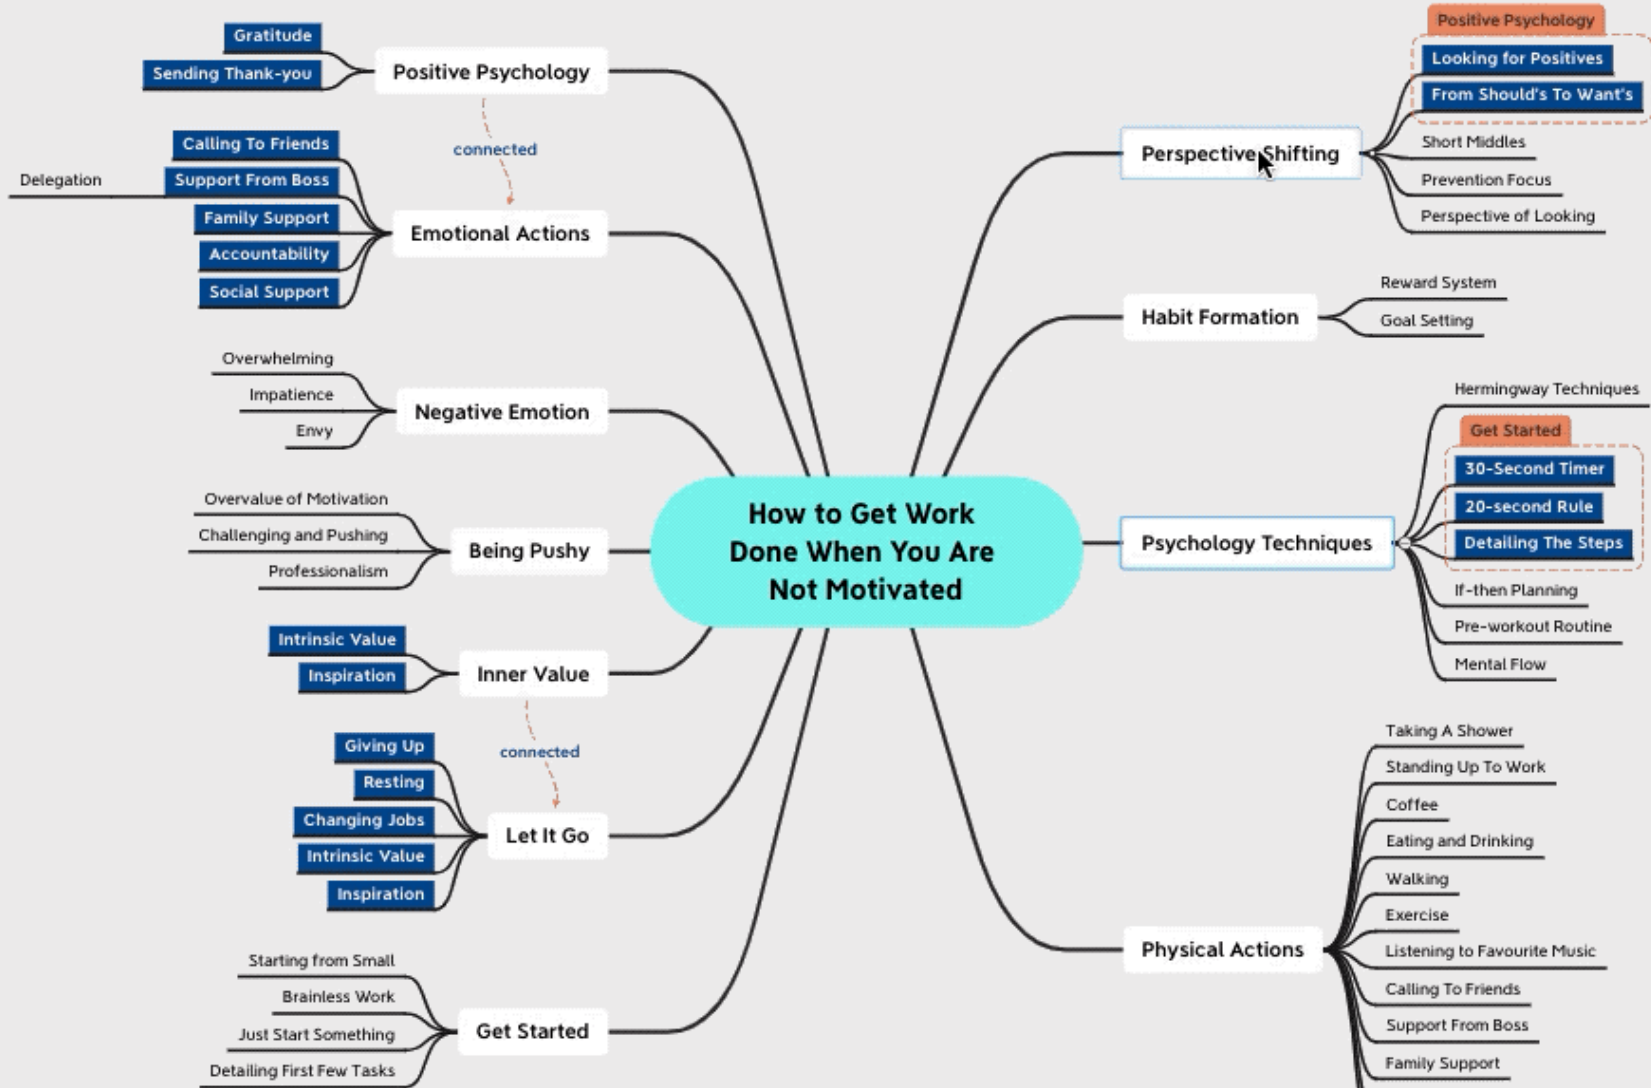 How to Get Work
Done When You Are
Not Motivated
Positive Psychology
Gratitude
Sending Thank-you
connected
Emotional Actions
Calling To Friends
Support From Boss
Delegation
Family Support
Accountability
Social Support
Negative Emotion
Overwhelming
Impatience
Envy
Being Pushy
Overvalue of Motivation
Challenging and Pushing
Professionalism
Inner Value
Intrinsic Value
Inspiration
connected
Let It Go
Giving Up
Resting
Changing Jobs
Intrinsic Value
Inspiration
Get Started
Starting from Small
Brainless Work
Just Start Something
Detailing First Few Tasks
Perspective Shifting
Positive Psychology
Looking for Positives
From Should's To Want's
Short Middles
Prevention Focus
Perspective of Looking
Habit Formation
Reward System
Goal Setting
Psychology Techniques
Hermingway Techniques
Get Started
30-Second Timer
20-second Rule
Detailing The Steps
If-then Planning
Pre-workout Routine
Mental Flow
Physical Actions
Taking A Shower
Standing Up To Work
Coffee
Eating and Drinking
Walking
Exercise
Listening to Favourite Music
Calling To Friends
Support From Boss
Family Support